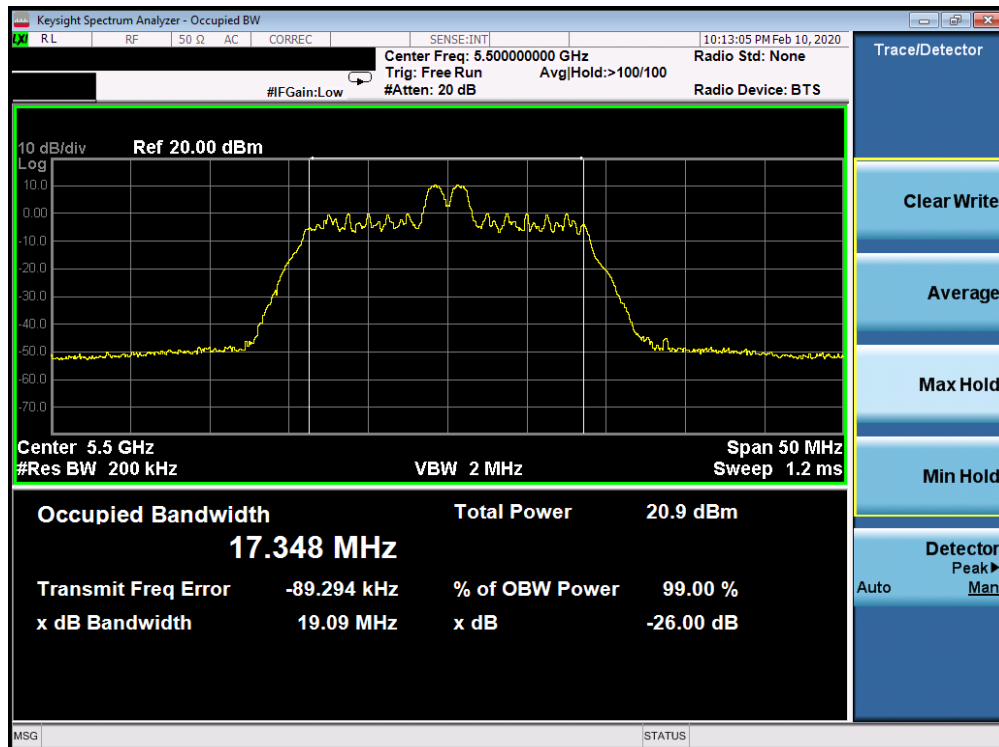 Keysight Spectrum Analyzer - Occupied BW
LXI RL RF 50 Ω AC CORREC SENSE:INT 10:13:05 PM Feb 10, 2020
Center Freq: 5.500000000 GHz Radio Std: None
Trig: Free Run Avg|Hold:>100/100
#IFGain:Low #Atten: 20 dB Radio Device: BTS
10 dB/div Ref 20.00 dBm
Log
10.0
0.00
-10.0
-20.0
-30.0
-40.0
-50.0
-60.0
-70.0
Center 5.5 GHz Span 50 MHz
#Res BW 200 kHz VBW 2 MHz Sweep 1.2 ms
Occupied Bandwidth Total Power 20.9 dBm
17.348 MHz
Transmit Freq Error -89.294 kHz % of OBW Power 99.00 %
x dB Bandwidth 19.09 MHz x dB -26.00 dB
Trace/Detector
Clear Write
Average
Max Hold
Min Hold
Detector
Peak▶
Auto Man
MSG STATUS